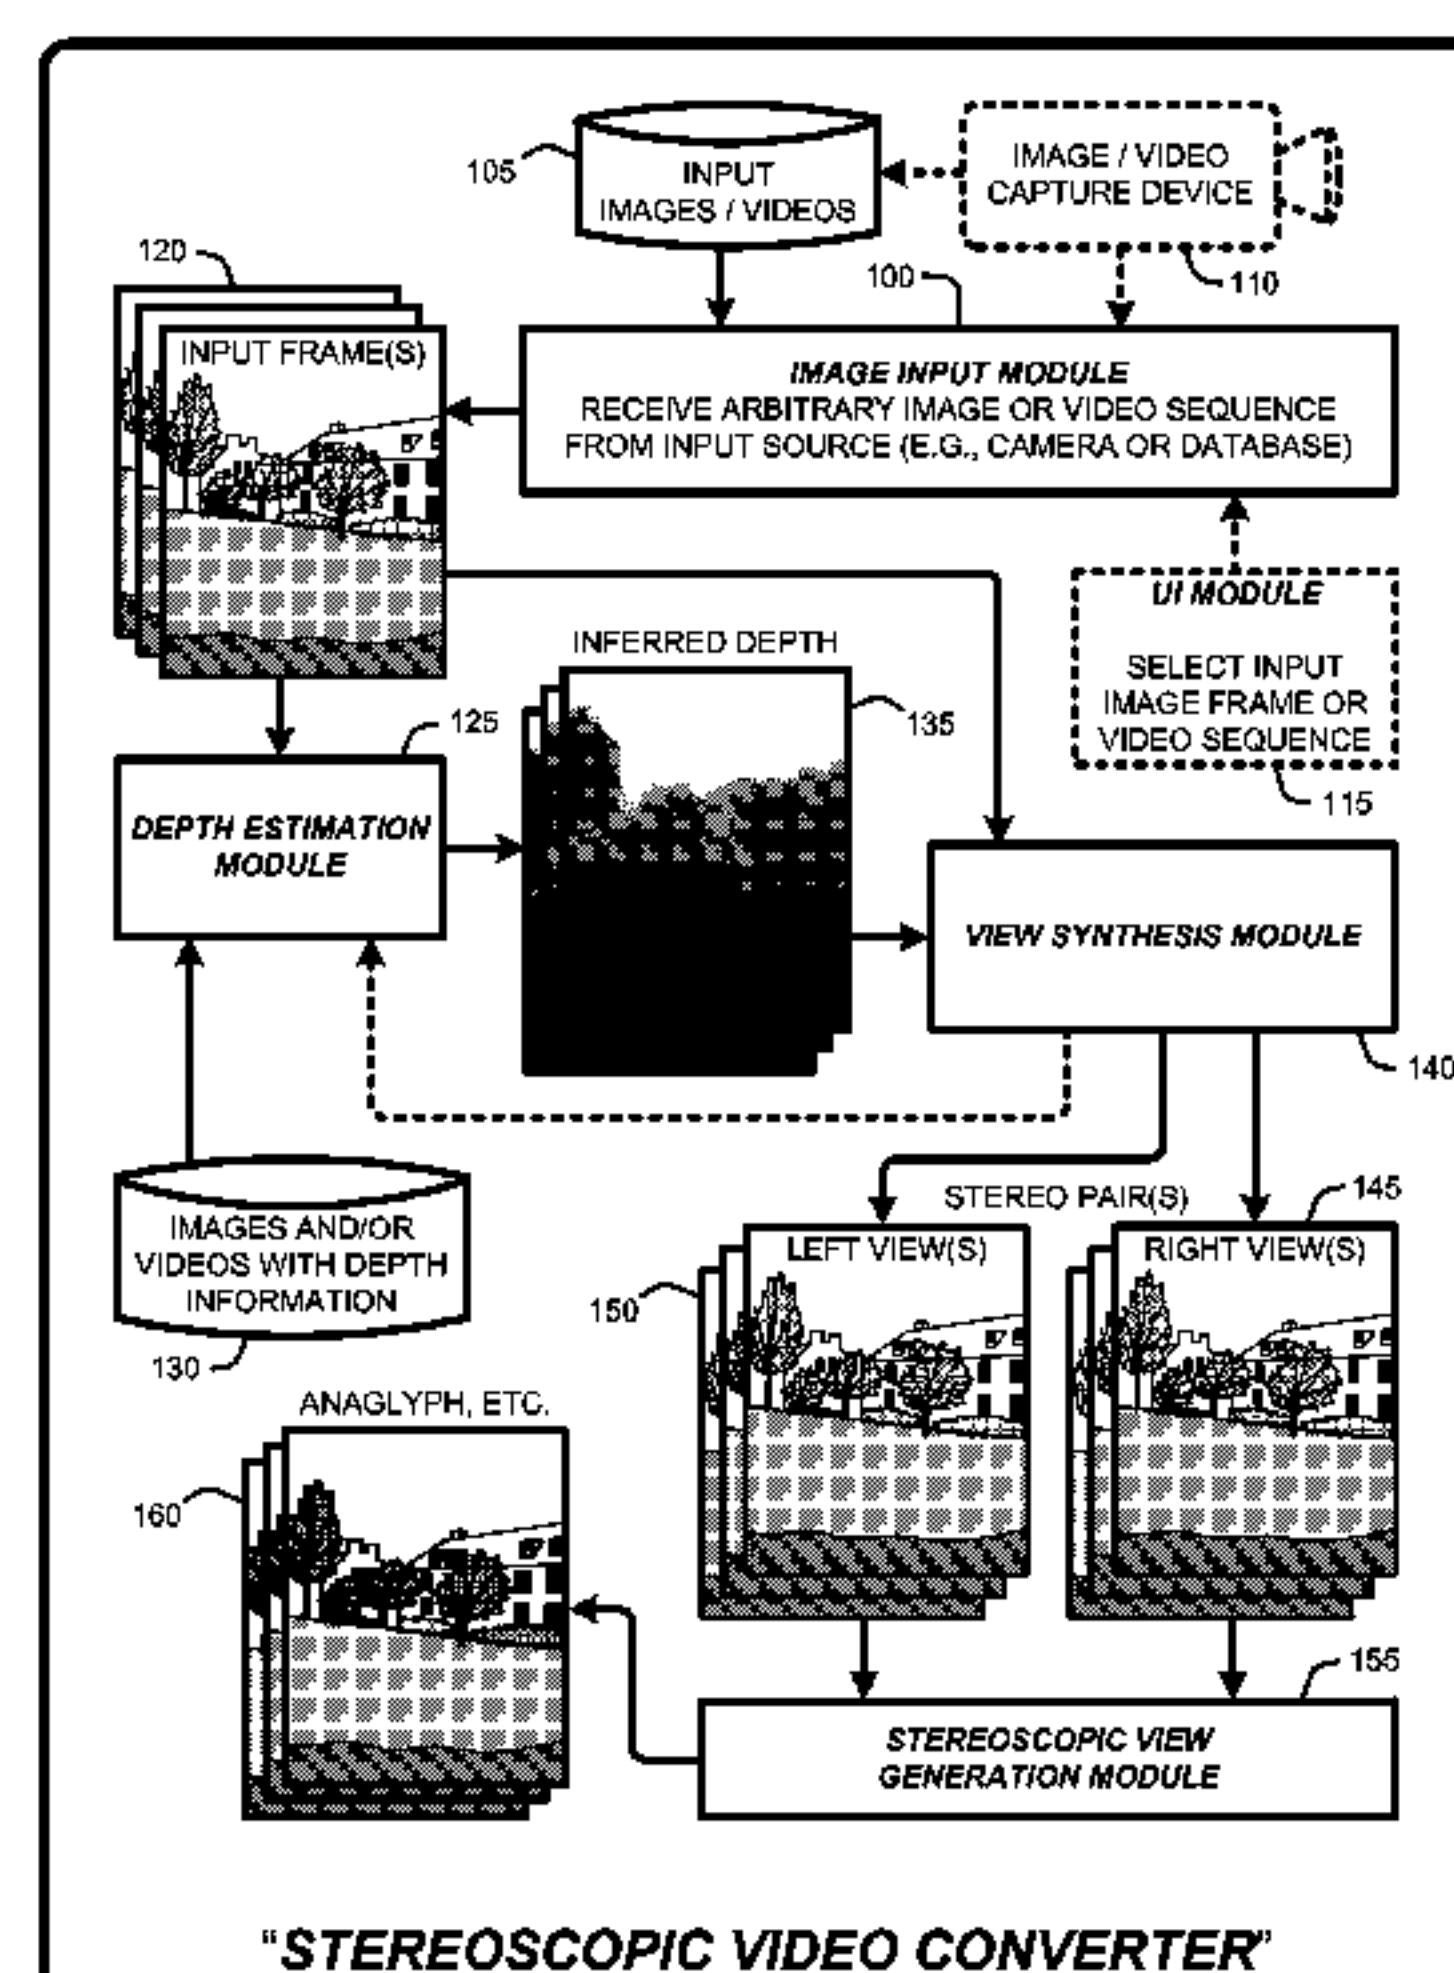 105
INPUT
IMAGES / VIDEOS
IMAGE / VIDEO
CAPTURE DEVICE
110
120
100
INPUT FRAME(S)
IMAGE INPUT MODULE
RECEIVE ARBITRARY IMAGE OR VIDEO SEQUENCE
FROM INPUT SOURCE (E.G., CAMERA OR DATABASE)
UI MODULE
SELECT INPUT
IMAGE FRAME OR
VIDEO SEQUENCE
115
INFERRED DEPTH
135
125
DEPTH ESTIMATION
MODULE
VIEW SYNTHESIS MODULE
140
IMAGES AND/OR
VIDEOS WITH DEPTH
INFORMATION
130
STEREO PAIR(S)
145
LEFT VIEW(S)
RIGHT VIEW(S)
150
ANAGLYPH, ETC.
160
155
STEREOSCOPIC VIEW
GENERATION MODULE
“STEREOSCOPIC VIDEO CONVERTER”